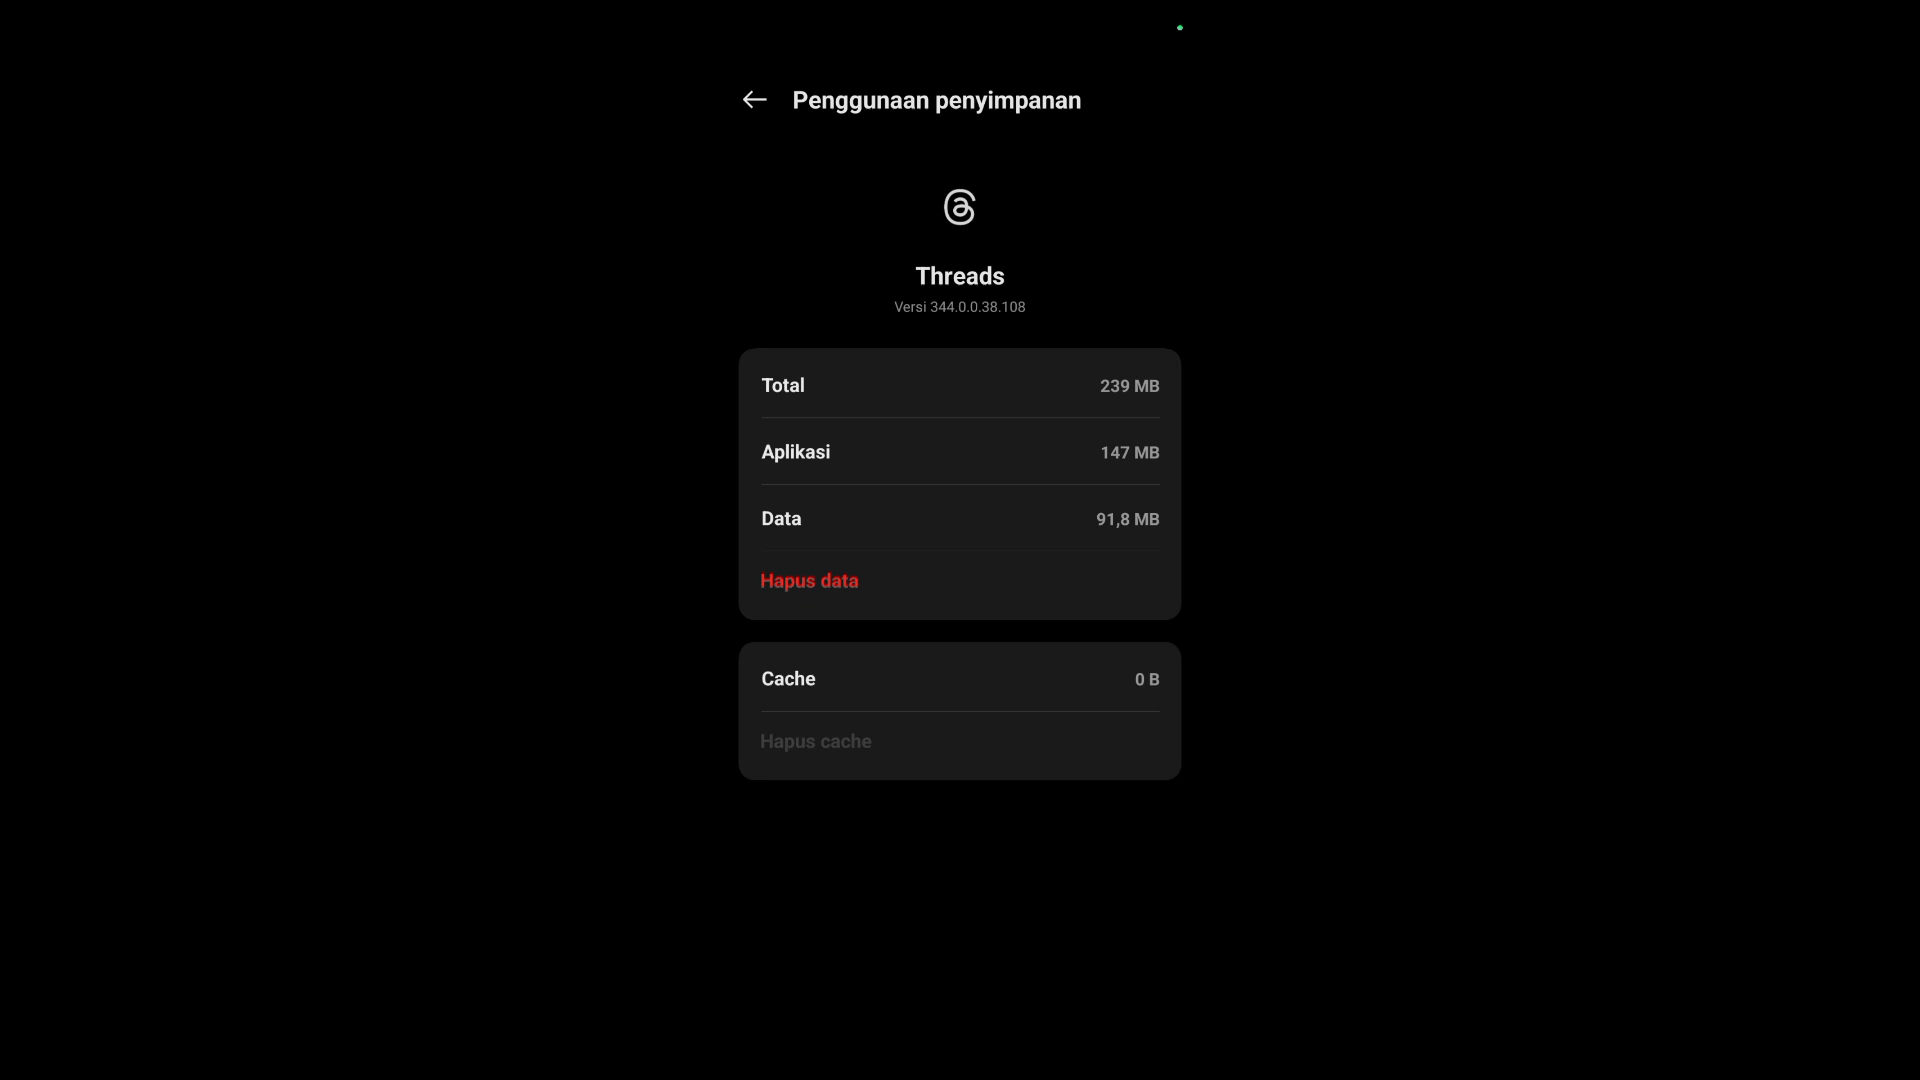 Penggunaan penyimpanan
Threads
Versi 344.0.0.38.108
Total 239 MB
Aplikasi 147 MB
Data 91,8 MB
Hapus data
Cache 0 B
Hapus cache